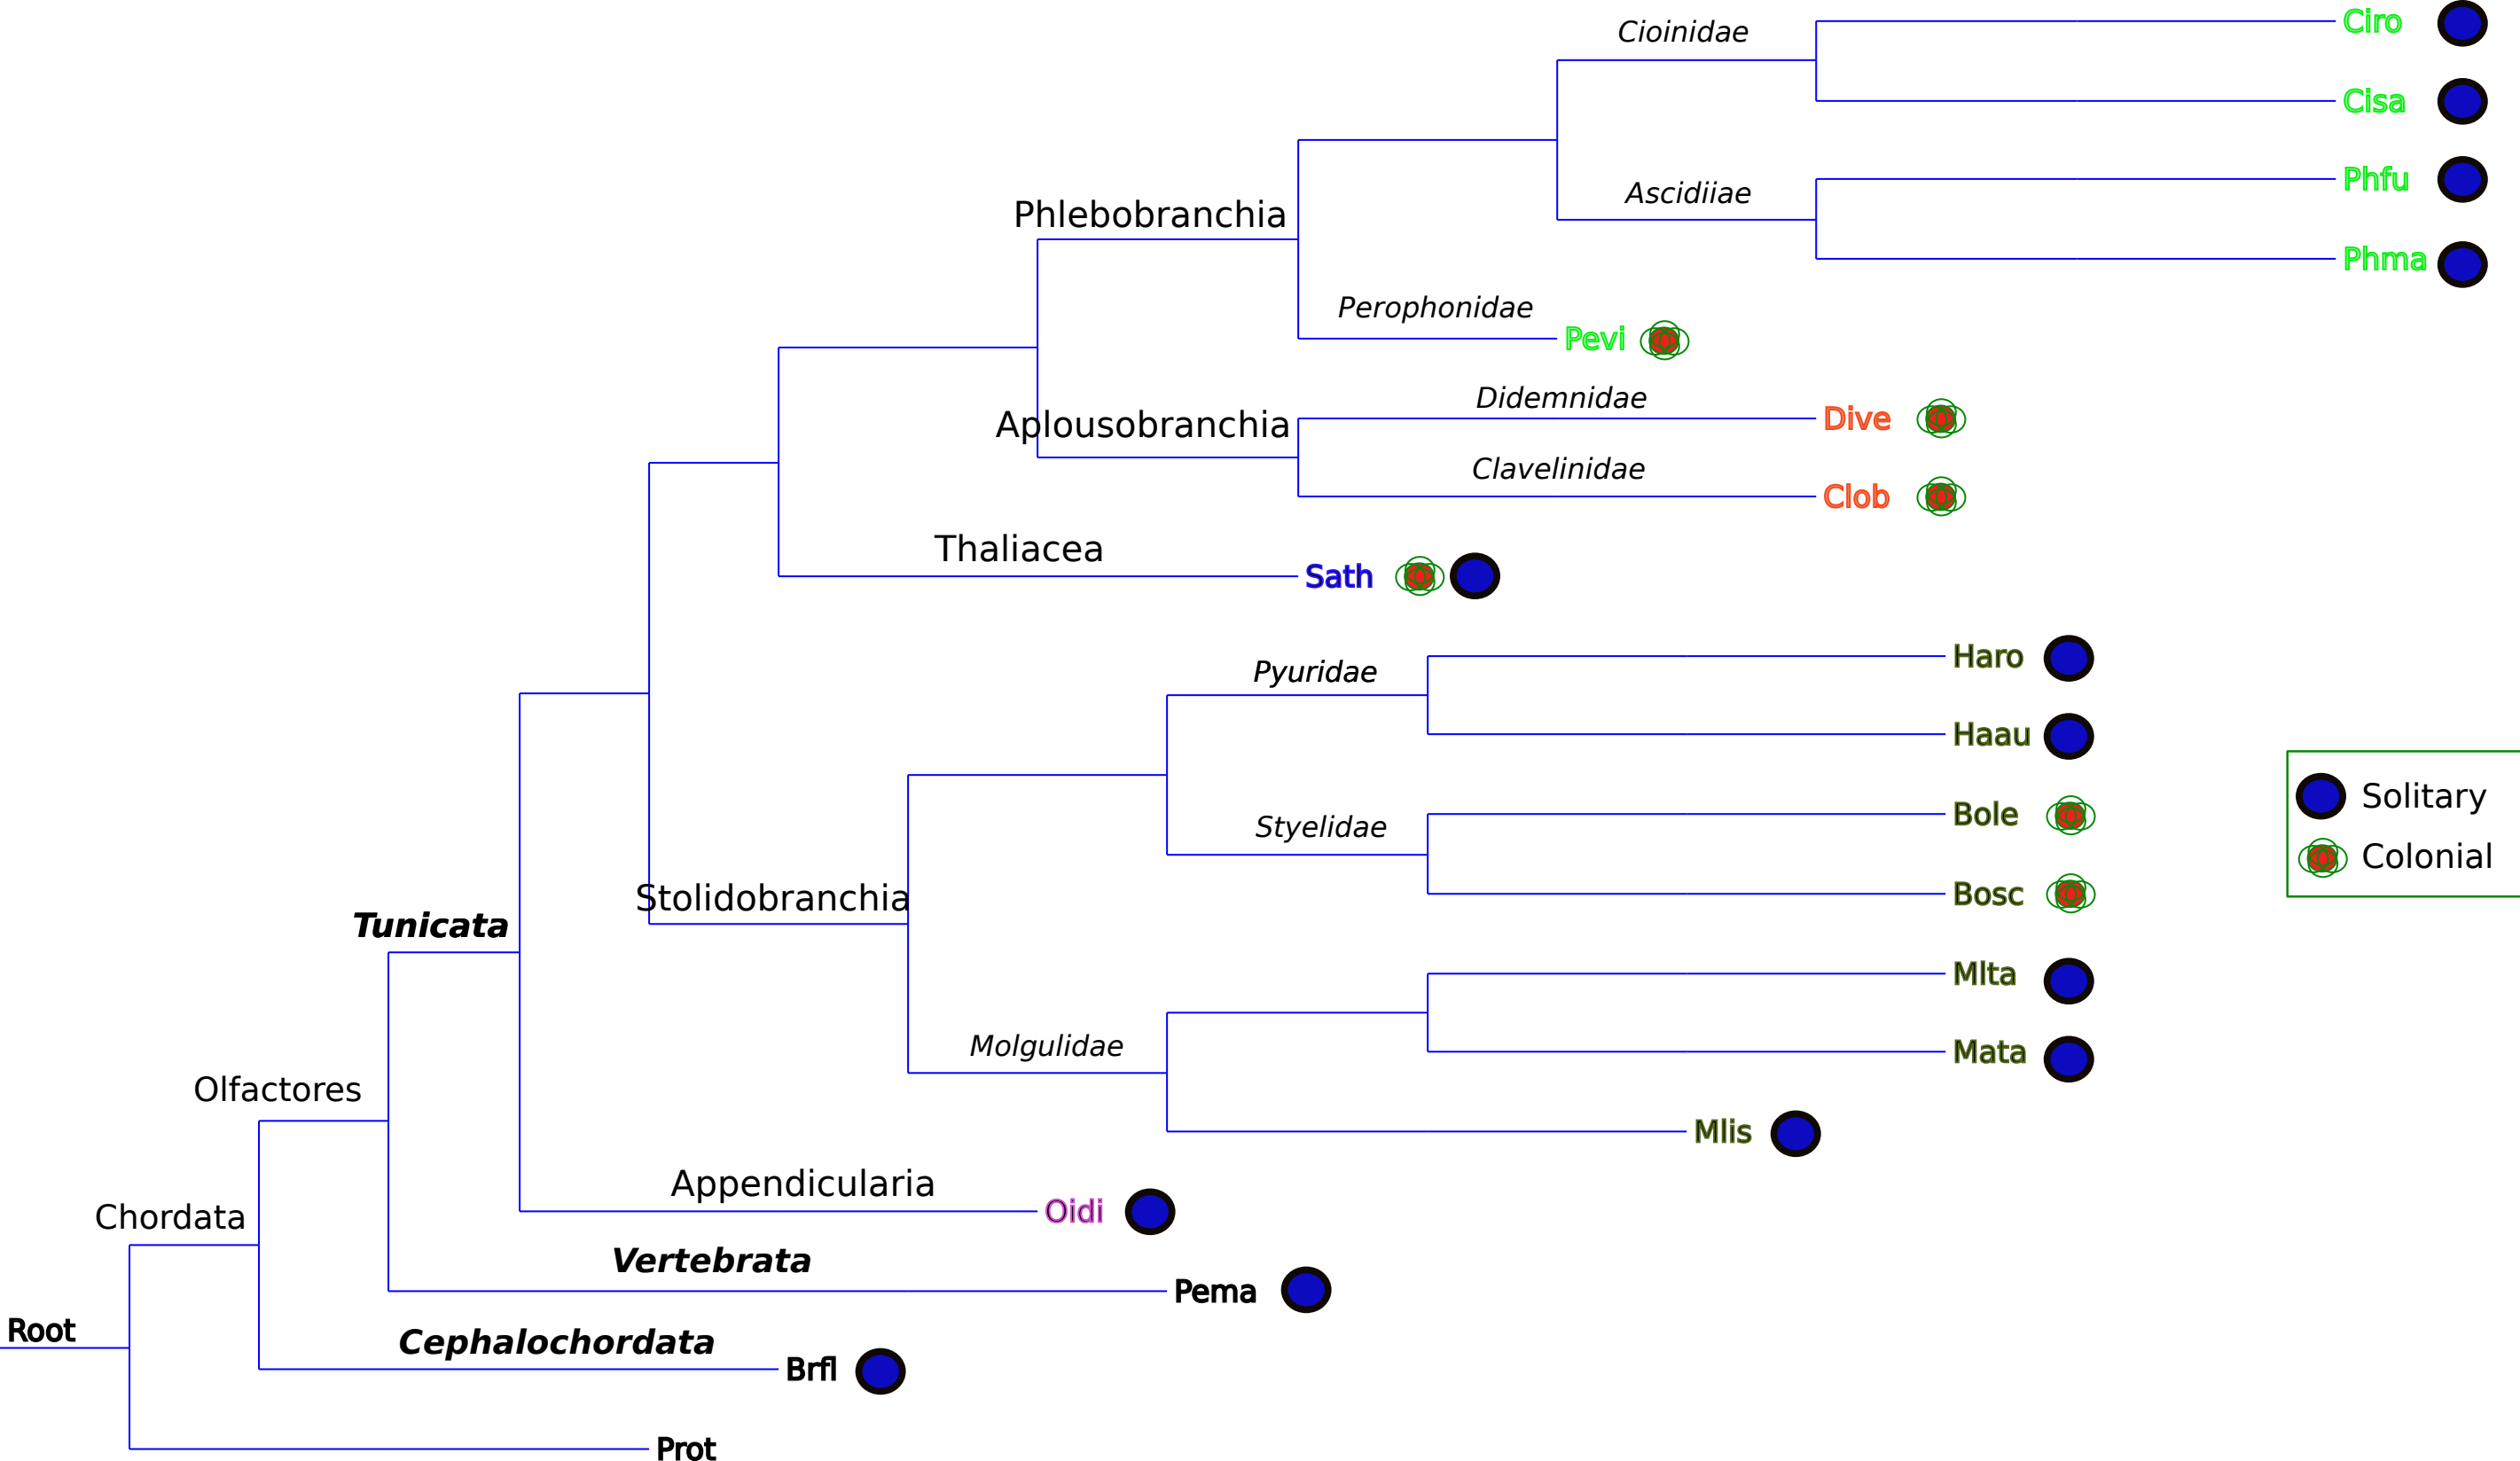 Cioinidae
Ciro
Cisa
Ascidiiae
Phfu
Phlebobranchia
Phma
Perophonidae
Pevi
Didemnidae
Dive
Aplousobranchia
Clavelinidae
Clob
Thaliacea
Sath
Pyuridae
Haro
Haau
Solitary
Styelidae
Bole
Colonial
Stolidobranchia
Bosc
Tunicata
Mlta
Molgulidae
Mata
Olfactores
Mlis
Appendicularia
Oidi
Chordata
Vertebrata
Pema
Root
Cephalochordata
Brfl
Prot